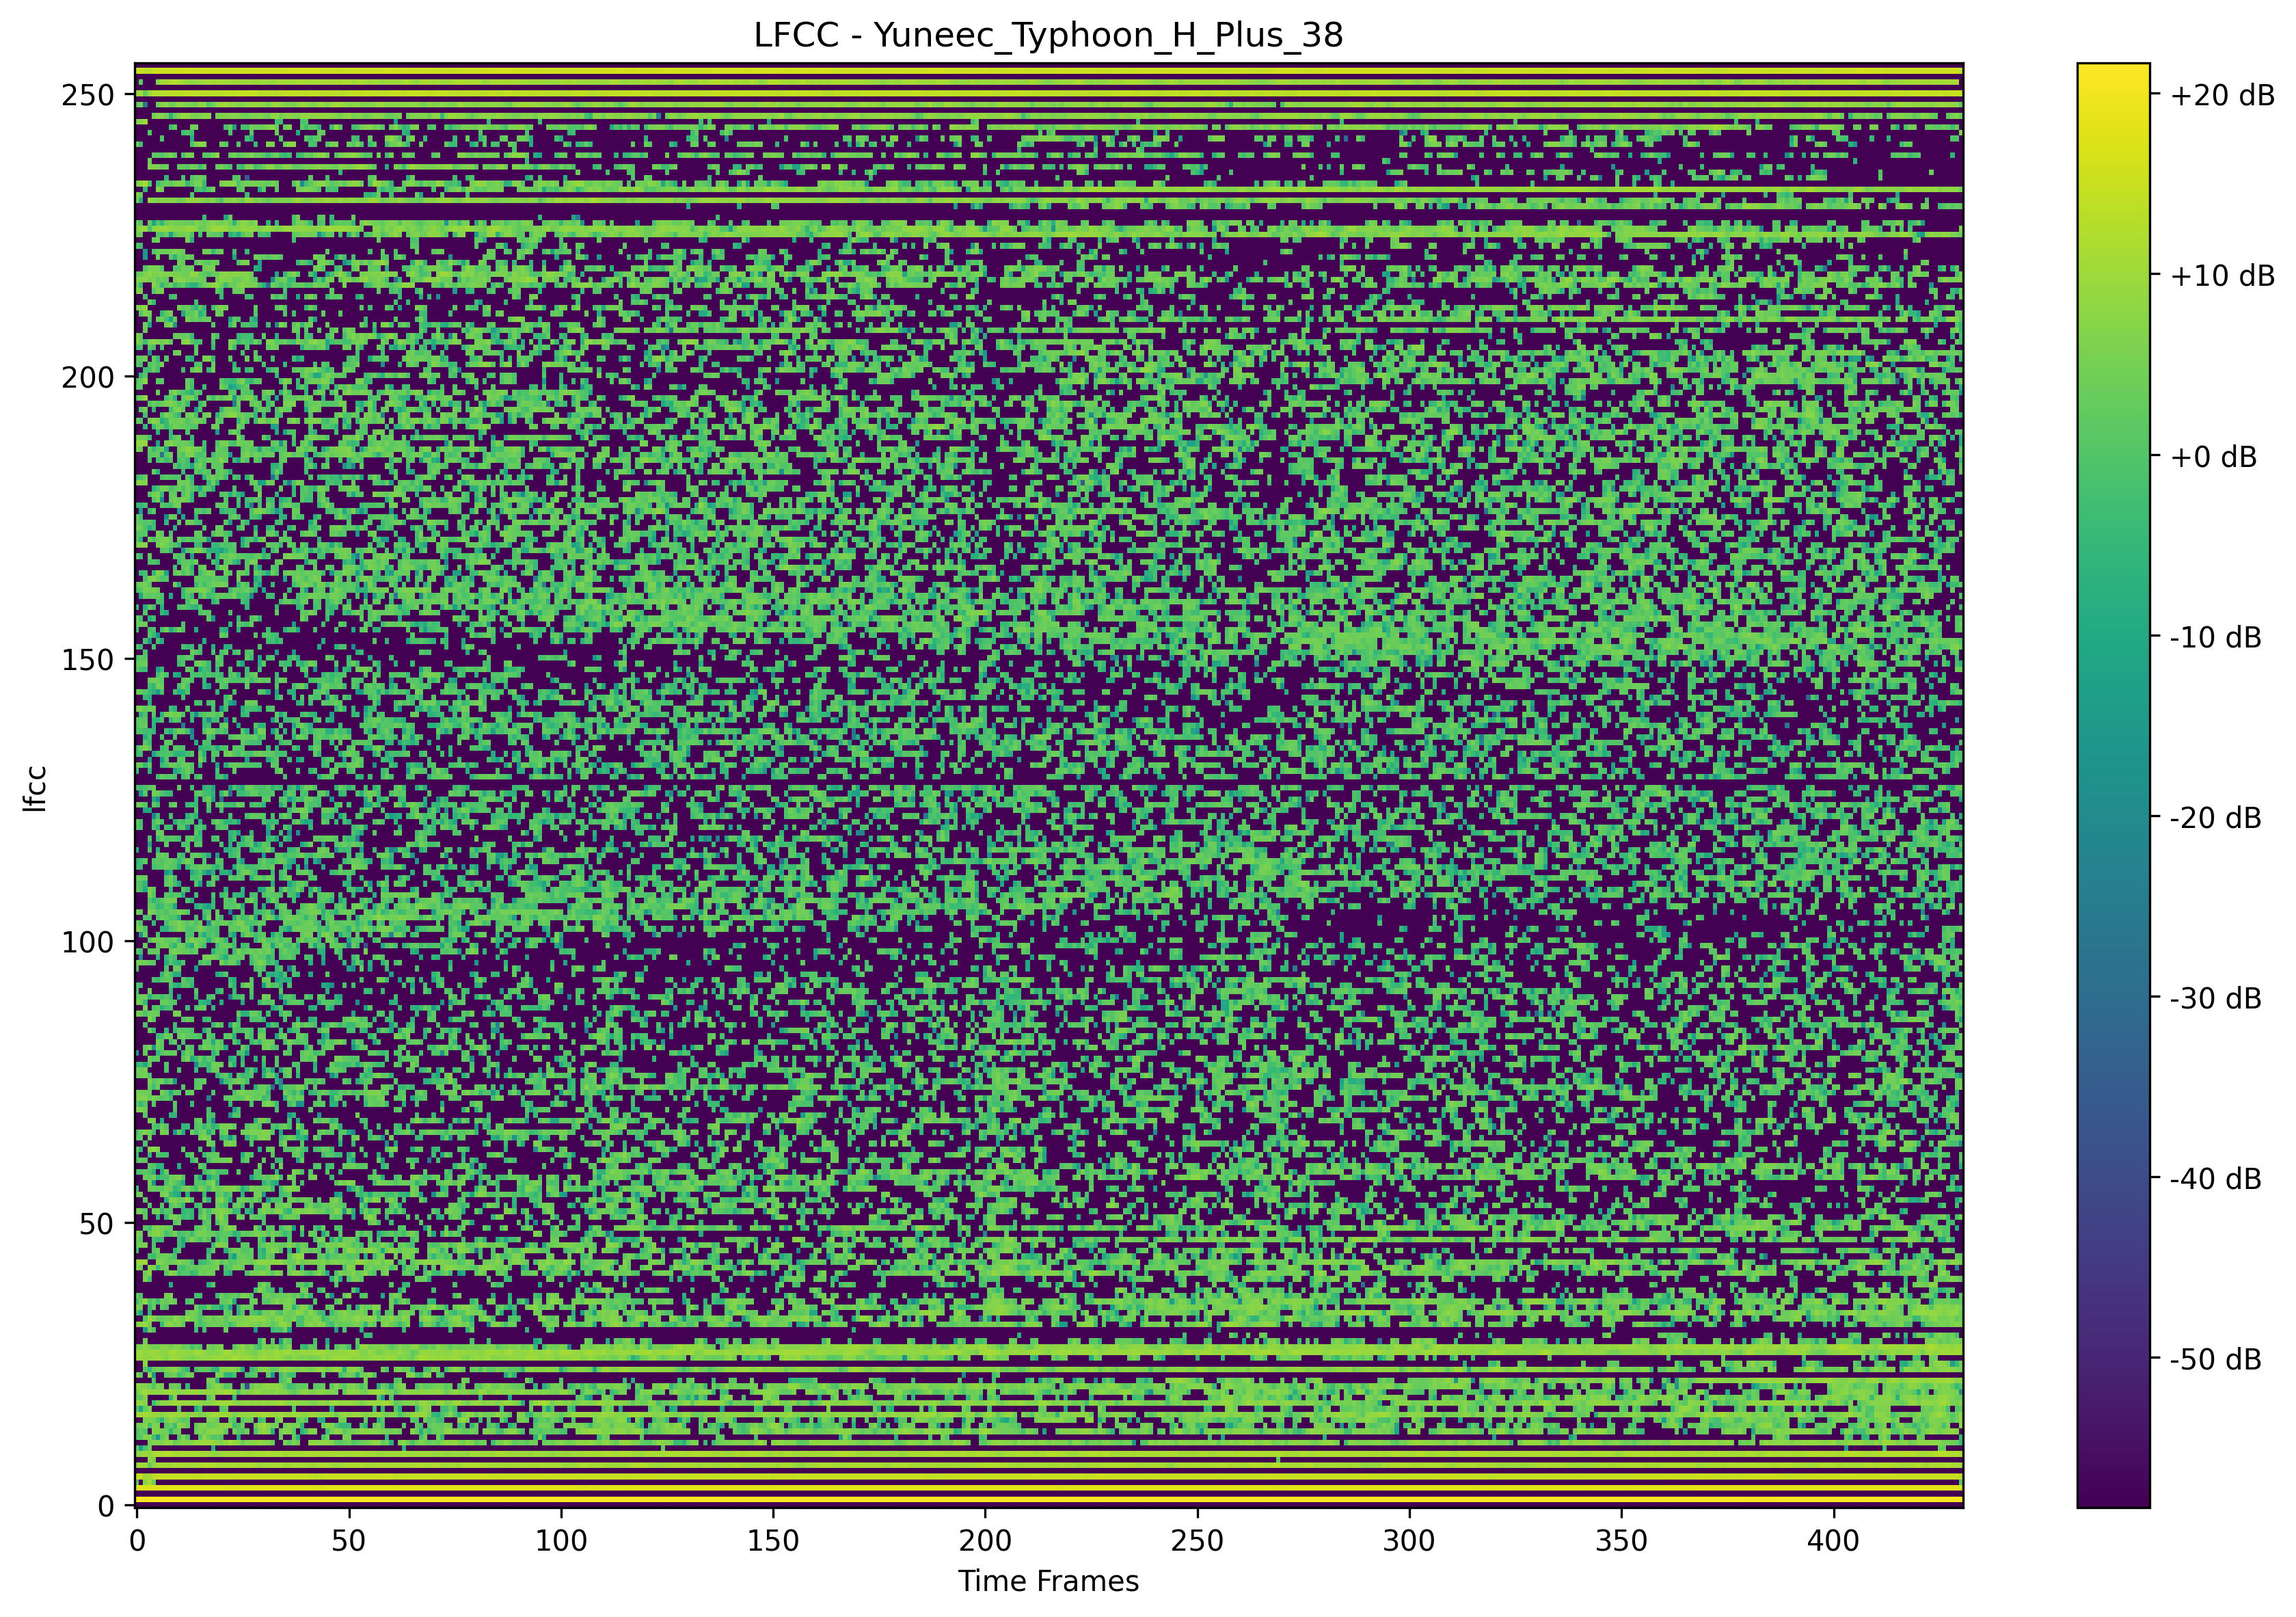 LFCC - Yuneec_Typhoon_H_Plus_38
250
200
150
100
50
0
lfcc
0 50 100 150 200 250 300 350 400
Time Frames
+20 dB
+10 dB
+0 dB
-10 dB
-20 dB
-30 dB
-40 dB
-50 dB